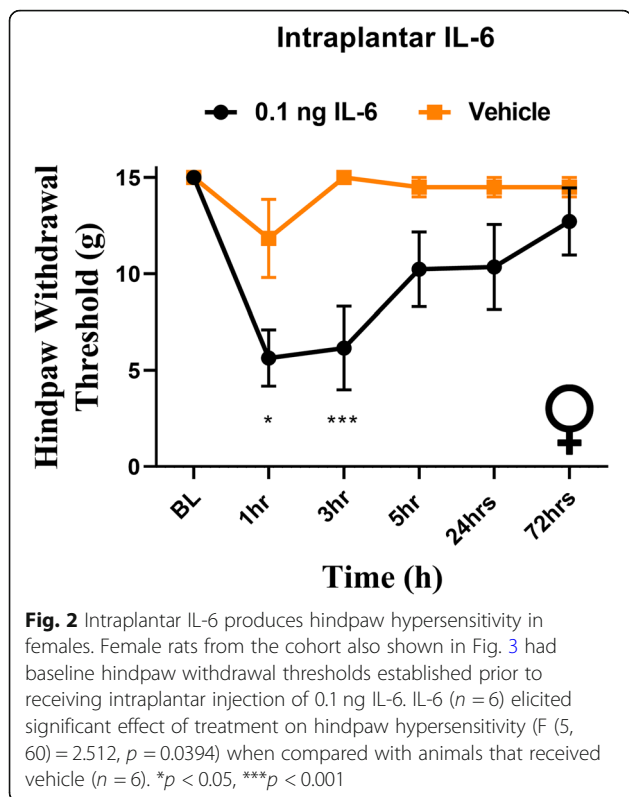 Intraplantar IL-6
0.1 ng IL-6 Vehicle
Hindpaw Withdrawal
Threshold (g)
15
10
5
0
* ***
BL 1hr 3hr 5hr 24hrs 72hrs
Time (h)
Fig. 2 Intraplantar IL-6 produces hindpaw hypersensitivity in
females. Female rats from the cohort also shown in Fig. 3 had
baseline hindpaw withdrawal thresholds established prior to
receiving intraplantar injection of 0.1 ng IL-6. IL-6 (n = 6) elicited
significant effect of treatment on hindpaw hypersensitivity (F (5,
60) = 2.512, p = 0.0394) when compared with animals that received
vehicle (n = 6). *p < 0.05, ***p < 0.001